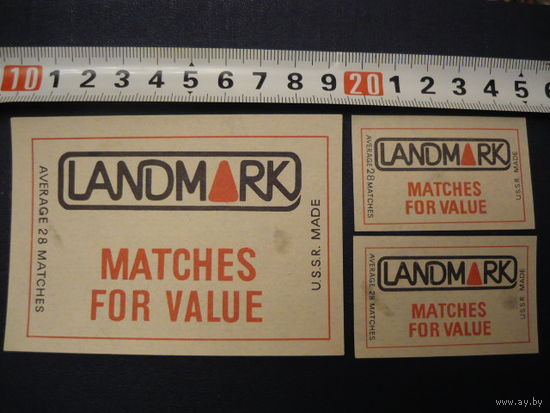 10 1 2 3 4 5 6 7 8 9 20 1 2 3 4 5 6
LANDMARK
AVERAGE 28 MATCHES
MATCHES
FOR VALUE
U.S.S.R. MADE
LANDMARK
AVERAGE 28 MATCHES
MATCHES
FOR VALUE
U.S.S.R. MADE
LANDMARK
AVERAGE 28 MATCHES
MATCHES
FOR VALUE
U.S.S.R. MADE
www.ay.by